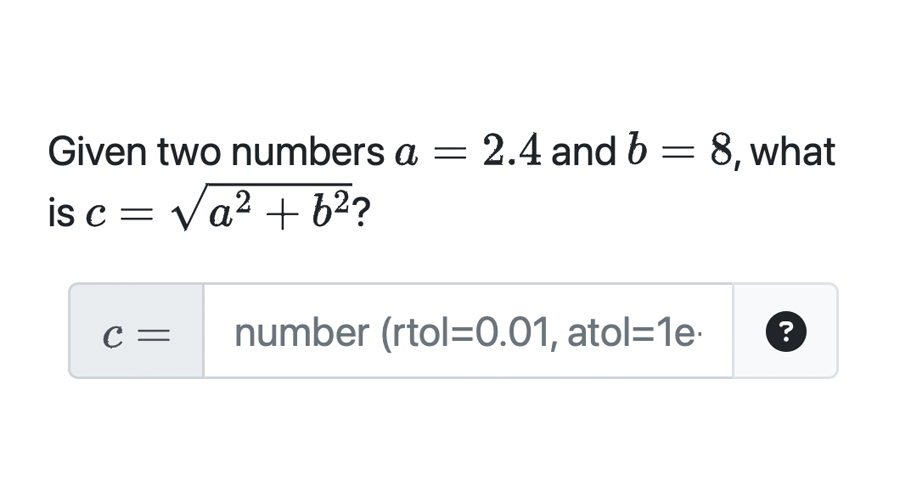 Given two numbers a = 2.4 and b = 8, what
is c = √(a² + b²)?
c = number (rtol=0.01, atol=1e- ?